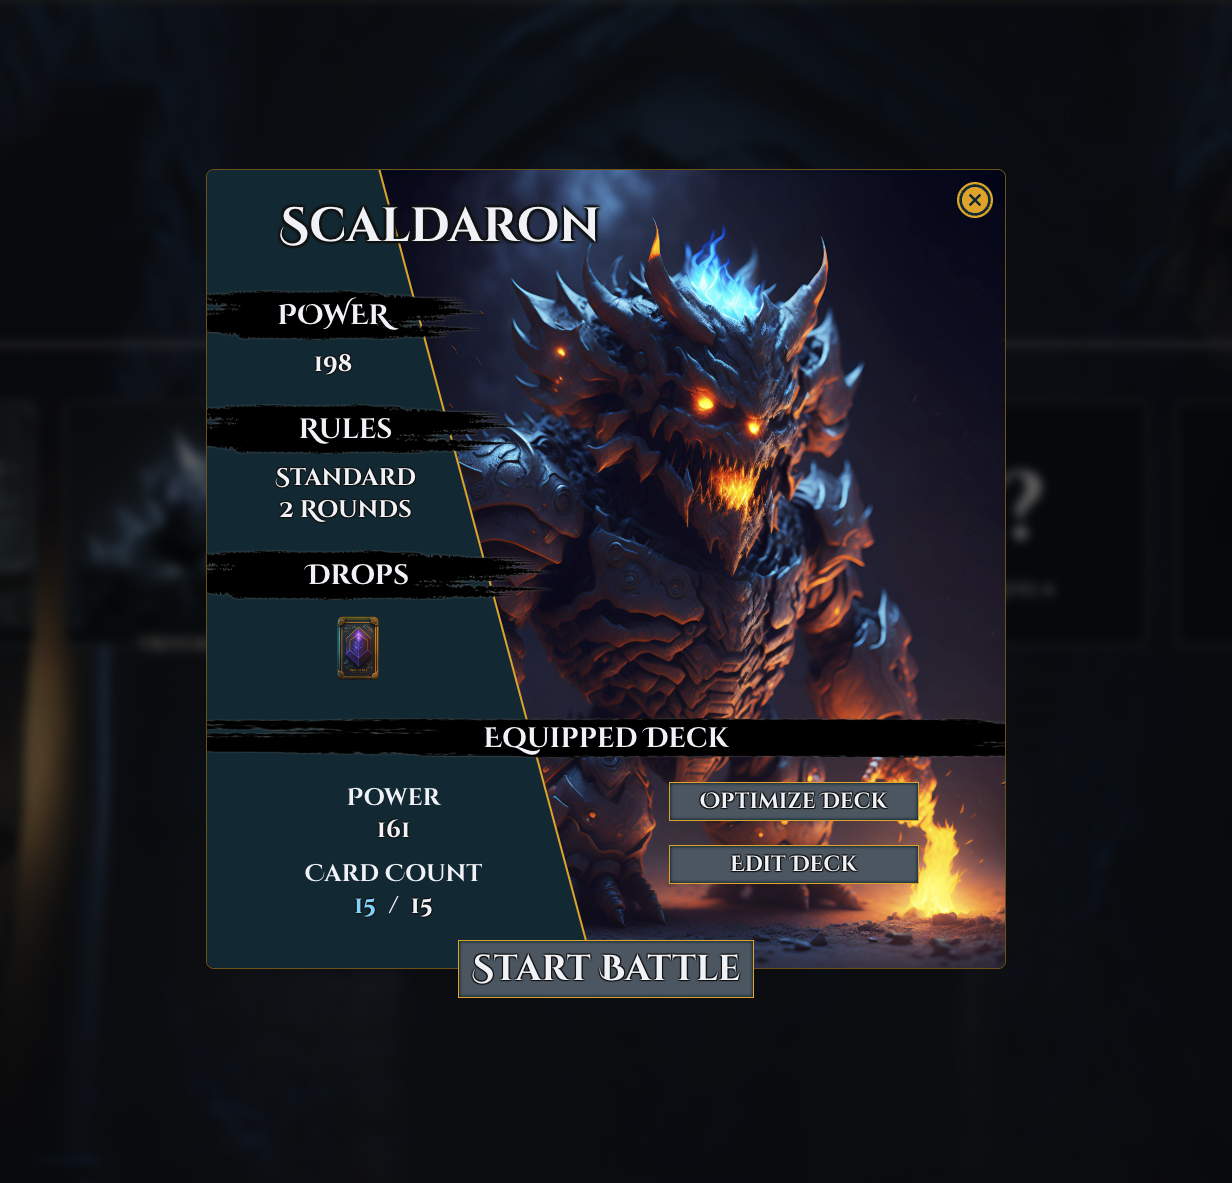 Scaldaron
Power
198
Rules
Standard
2 Rounds
Drops
Equipped Deck
Power
161
Card Count
15 / 15
Optimize Deck
Edit Deck
Start Battle
?